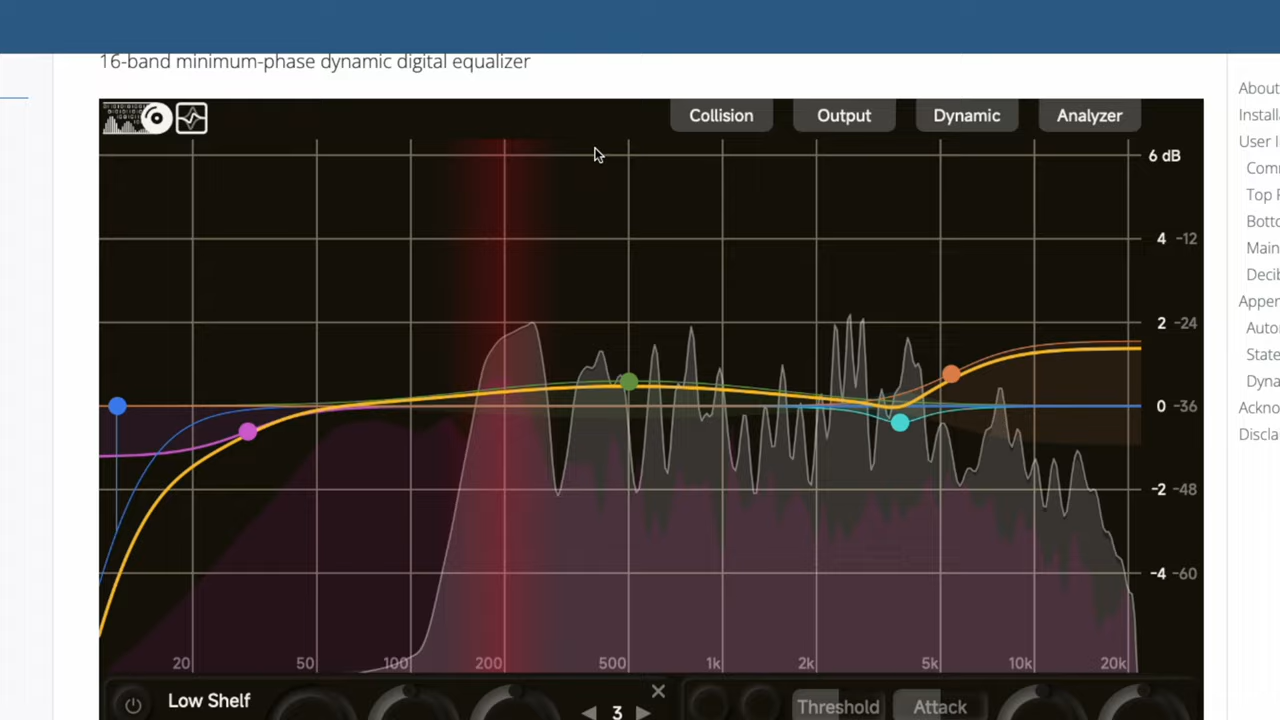 16-band minimum-phase dynamic digital equalizer
Collision Output Dynamic Analyzer
6 dB
4 -12
2 -24
0 -36
-2 -48
-4 -60
20 50 100 200 500 1k 2k 5k 10k 20k
Low Shelf
3
Threshold Attack
About
Install
User I
Comm
Top P
Botto
Main
Decib
Appen
Auto
State
Dyna
Ackno
Discla